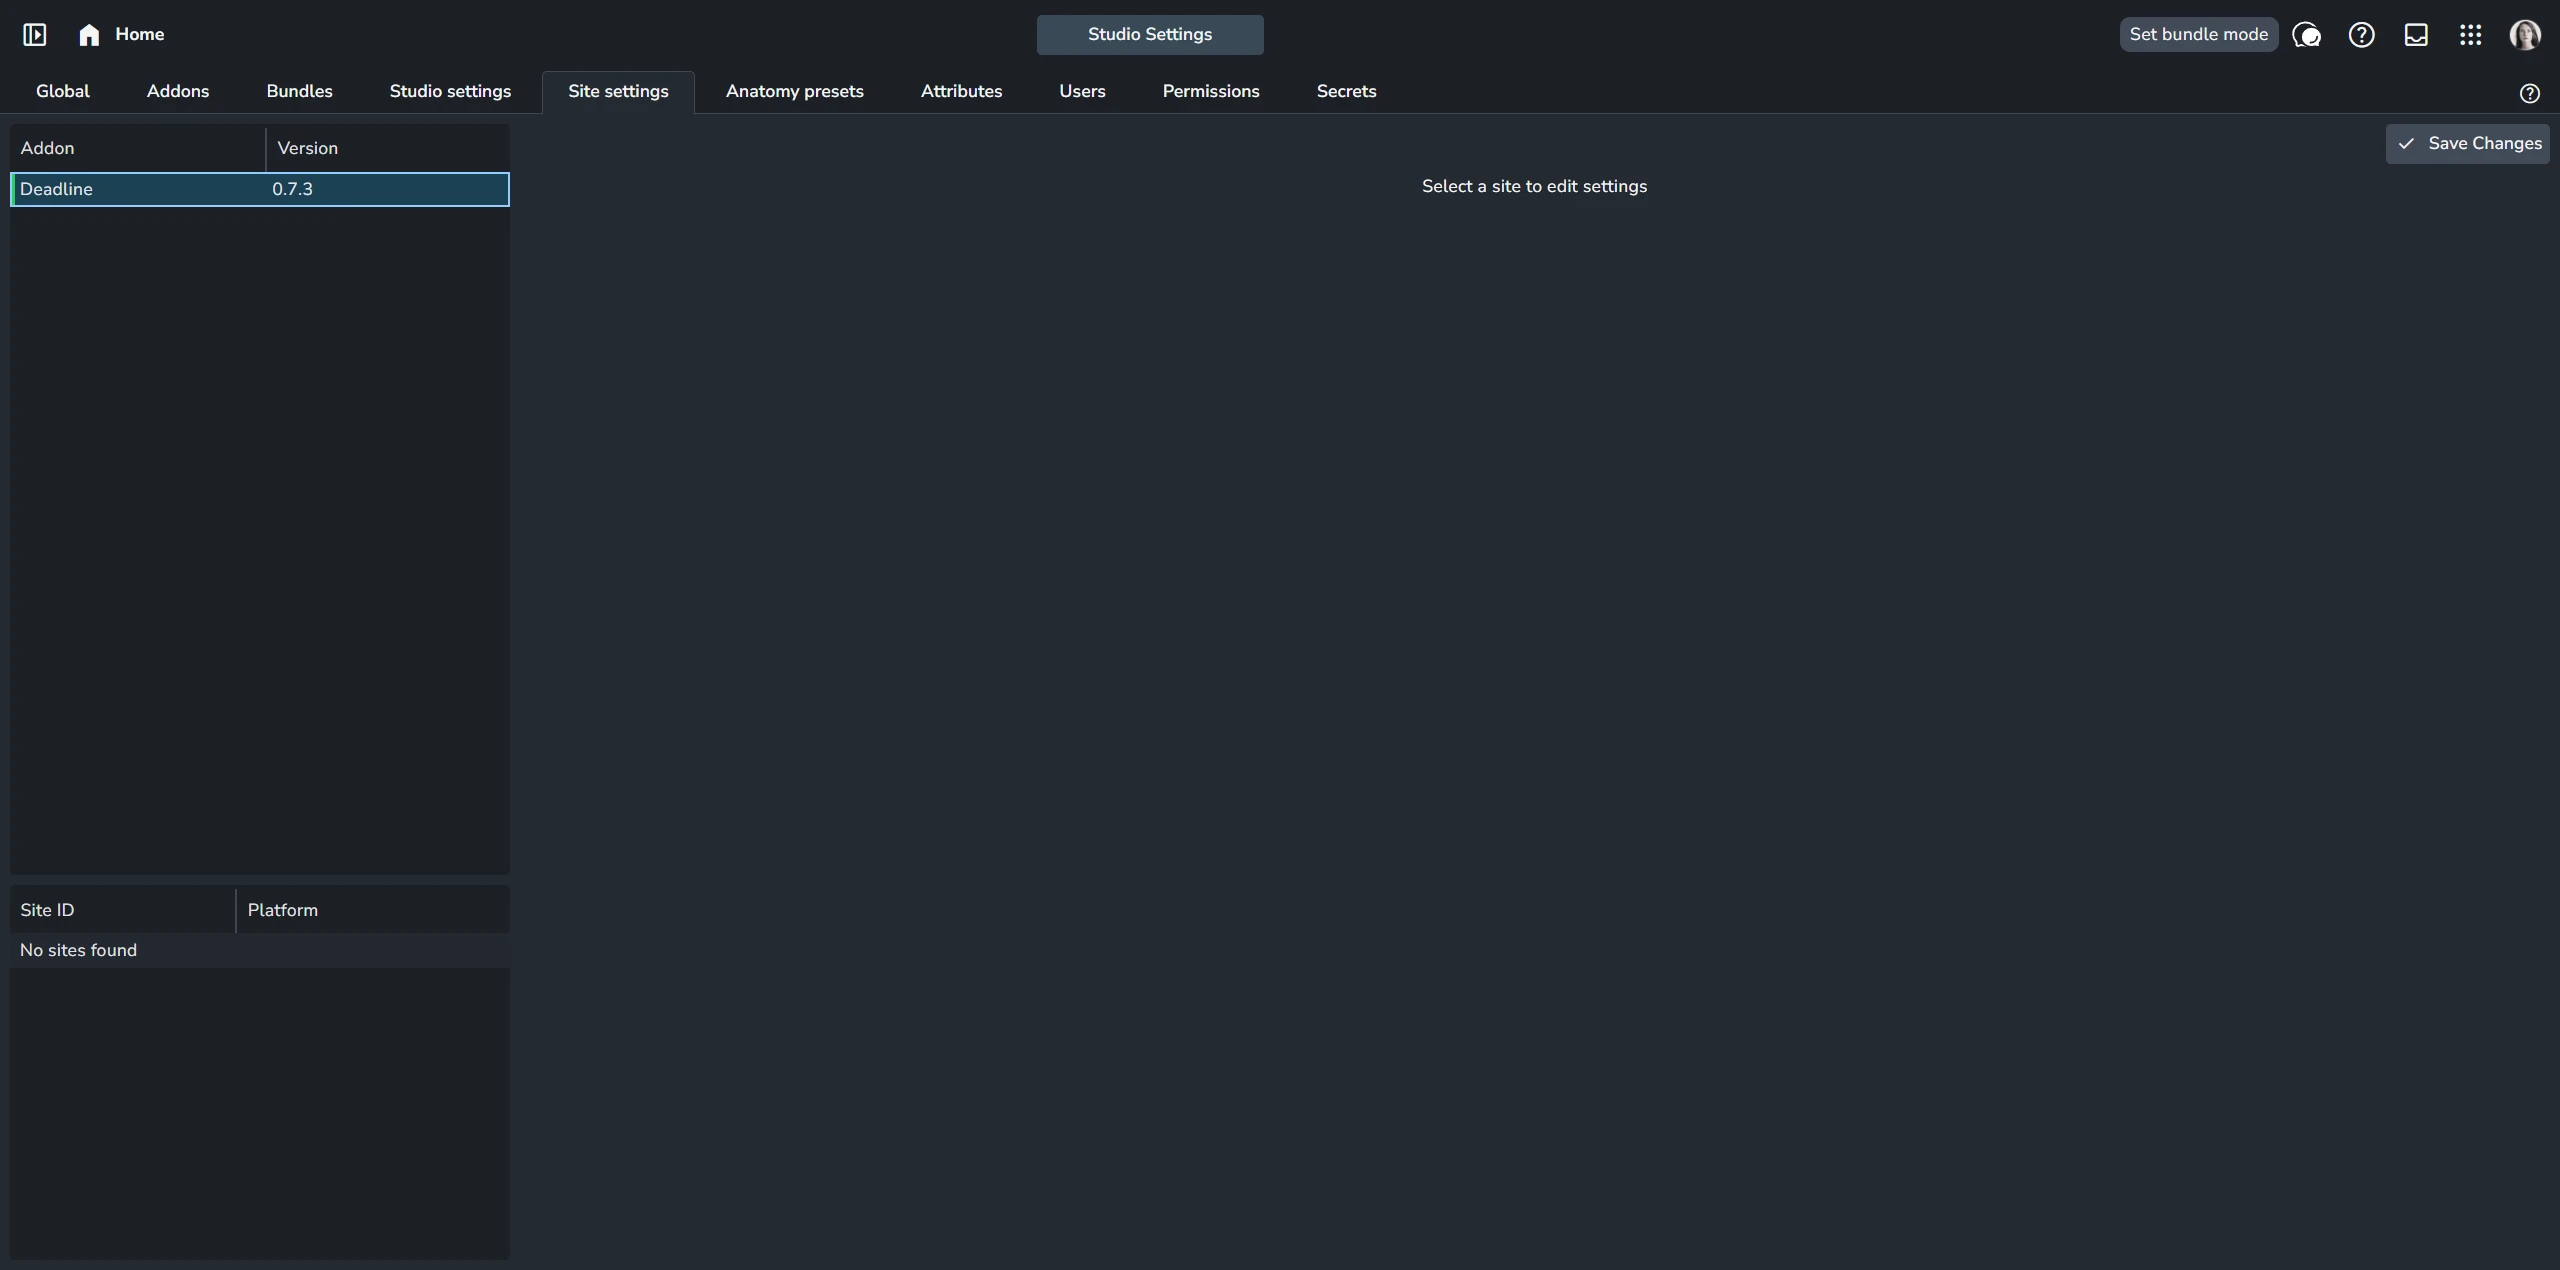 Home
Studio Settings
Set bundle mode
Global Addons Bundles Studio settings Site settings Anatomy presets Attributes Users Permissions Secrets
Addon Version
Save Changes
Deadline 0.7.3
Select a site to edit settings
Site ID Platform
No sites found